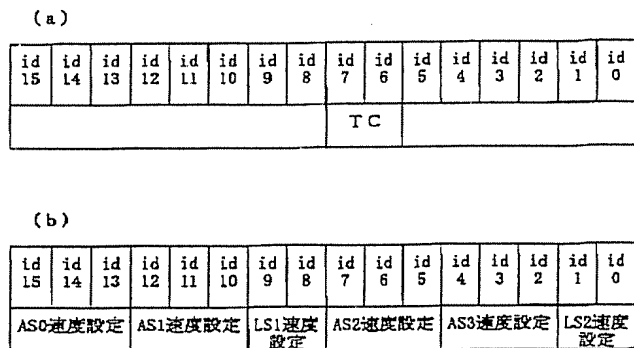 (a)
id id id id id id id id id id id id id id id id
15 14 13 12 11 10 9 8 7 6 5 4 3 2 1 0
TC
(b)
id id id id id id id id id id id id id id id id
15 14 13 12 11 10 9 8 7 6 5 4 3 2 1 0
AS0速度設定 AS1速度設定 LS1速度 AS2速度設定 AS3速度設定 LS2速度
設定 設定